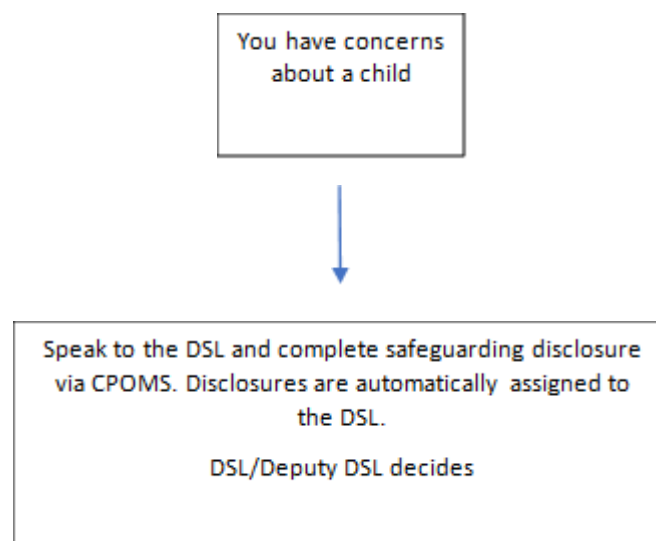 You have concerns
about a child
Speak to the DSL and complete safeguarding disclosure
via CPOMS. Disclosures are automatically assigned to
the DSL.
DSL/Deputy DSL decides